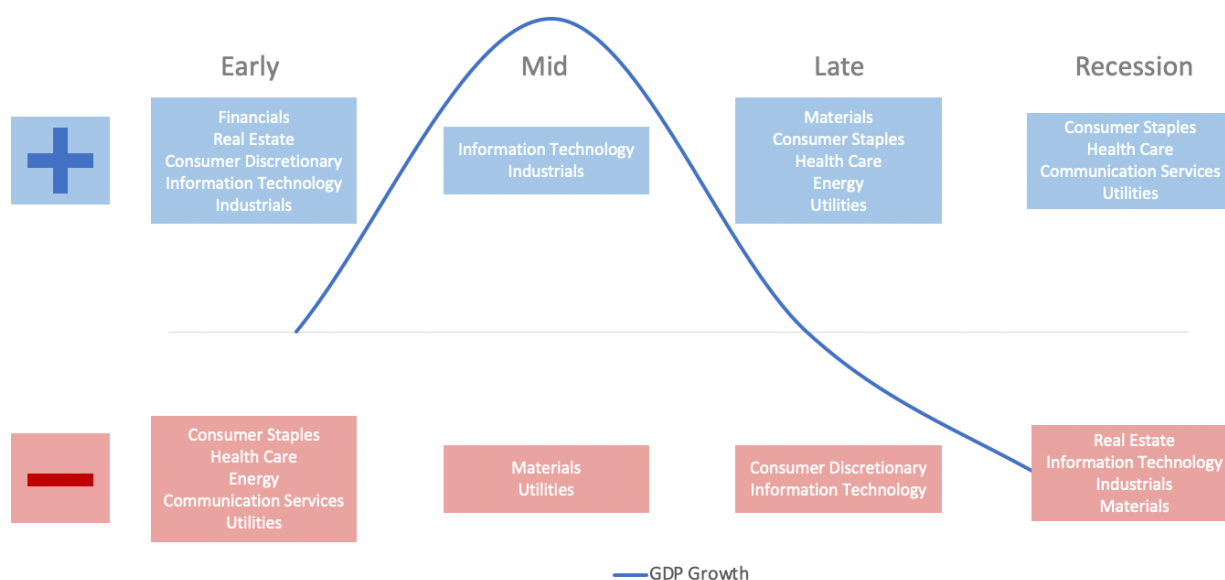 Early
Mid
Late
Recession
Financials
Real Estate
Consumer Discretionary
Information Technology
Industrials
Information Technology
Industrials
Materials
Consumer Staples
Health Care
Energy
Utilities
Consumer Staples
Health Care
Communication Services
Utilities
Consumer Staples
Health Care
Energy
Communication Services
Utilities
Materials
Utilities
Consumer Discretionary
Information Technology
Real Estate
Information Technology
Industrials
Materials
GDP Growth